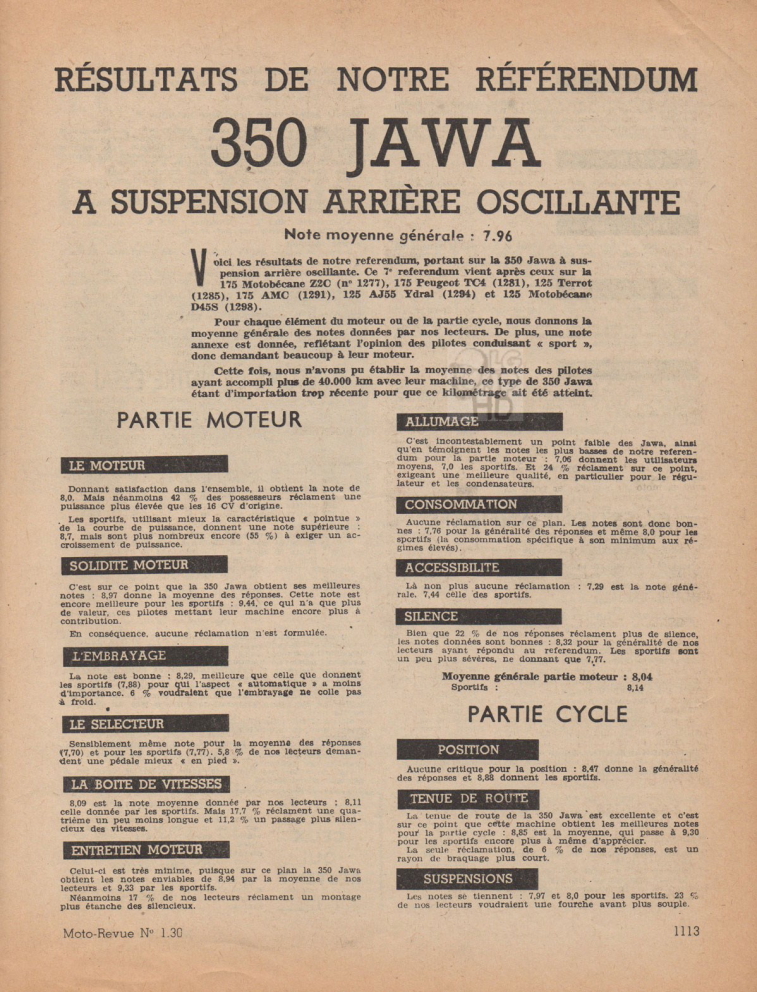 RÉSULTATS DE NOTRE RÉFÉRENDUM
350 JAWA
A SUSPENSION ARRIÈRE OSCILLANTE
Note moyenne générale : 7.96
Voici les résultats de notre referendum, portant sur la 350 Jawa à sus-
pension arrière oscillante. Ce 7e referendum vient après ceux sur la
175 Motobécane Z2C (n° 1277), 175 Peugeot TC4 (1281), 125 Terrot
(1285), 175 AMC (1291), 125 AJ55 Ydral (1294) et 125 Motobécane
D45S (1298).
Pour chaque élément du moteur ou de la partie cycle, nous donnons la
moyenne générale des notes données par nos lecteurs. De plus, une note
annexe est donnée, reflétant l'opinion des pilotes conduisant « sport »,
donc demandant beaucoup à leur moteur.
Cette fois, nous n'avons pu établir la moyenne des notes des pilotes
ayant accompli plus de 40.000 km avec leur machine, ce type de 350 Jawa
étant d'importation trop récente pour que ce kilométrage ait été atteint.
PARTIE MOTEUR
LE MOTEUR
Donnant satisfaction dans l'ensemble, il obtient la note de
8,0. Mais néanmoins 42 % des possesseurs réclament une
puissance plus élevée que les 16 CV d'origine.
Les sportifs, utilisant mieux la caractéristique « pointue »
de la courbe de puissance, donnent une note supérieure :
8,7, mais sont plus nombreux encore (55 %) à exiger un ac-
croissement de puissance.
SOLIDITE MOTEUR
C'est sur ce point que la 350 Jawa obtient ses meilleures
notes : 8,97 donne la moyenne des réponses. Cette note est
encore meilleure pour les sportifs : 9,44, ce qui n'a que plus
de valeur, ces pilotes mettant leur machine encore plus à
contribution.
En conséquence, aucune réclamation n'est formulée.
L'EMBRAYAGE
La note est bonne : 8,29, meilleure que celle que donnent
les sportifs (7,88) pour qui l'aspect « automatique » a moins
d'importance. 6 % voudraient que l'embrayage ne colle pas
à froid.
LE SELECTEUR
Sensiblement même note pour la moyenne des réponses
(7,70) et pour les sportifs (7,77). 5,8 % de nos lecteurs deman-
dent une pédale mieux « en pied ».
LA BOITE DE VITESSES
8,09 est la note moyenne donnée par nos lecteurs : 8,11
celle donnée par les sportifs. Mais 17,7 % réclament une qua-
trième un peu moins longue et 11,2 % un passage plus silen-
cieux des vitesses.
ENTRETIEN MOTEUR
Celui-ci est très minime, puisque sur ce plan la 350 Jawa
obtient les notes enviables de 8,94 par la moyenne de nos
lecteurs et 9,33 par les sportifs.
Néanmoins 17 % de nos lecteurs réclament un montage
plus étanche des silencieux.
ALLUMAGE
C'est incontestablement un point faible des Jawa, ainsi
qu'en témoignent les notes les plus basses de notre referen-
dum pour la partie moteur : 7,06 donnent les utilisateurs
moyens, 7,0 les sportifs. Et 24 % réclament sur ce point,
exigeant une meilleure qualité, en particulier pour le régu-
lateur et les condensateurs.
CONSOMMATION
Aucune réclamation sur ce plan. Les notes sont donc bon-
nes : 7,76 pour la généralité des réponses et même 8,0 pour les
sportifs (la consommation spécifique à son minimum aux ré-
gimes élevés).
ACCESSIBILITE
Là non plus aucune réclamation : 7,29 est la note géné-
rale. 7,44 celle des sportifs.
SILENCE
Bien que 22 % de nos réponses réclament plus de silence,
les notes données sont bonnes : 8,32 pour la généralité de nos
lecteurs ayant répondu au referendum. Les sportifs sont
un peu plus sévères, ne donnant que 7,77.
Moyenne générale partie moteur : 8,04
Sportifs : 8,14
PARTIE CYCLE
POSITION
Aucune critique pour la position : 8,47 donne la généralité
des réponses et 8,88 donnent les sportifs.
TENUE DE ROUTE
La tenue de route de la 350 Jawa est excellente et c'est
sur ce point que cette machine obtient les meilleures notes
pour la partie cycle : 8,85 est la moyenne, qui passe à 9,30
pour les sportifs encore plus à même d'apprécier.
La seule réclamation, de 6 % de nos réponses, est un
rayon de braquage plus court.
SUSPENSIONS
Les notes se tiennent : 7,97 et 8,0 pour les sportifs. 23 %
de nos lecteurs voudraient une fourche avant plus souple.
Moto-Revue N° 1.30
1113